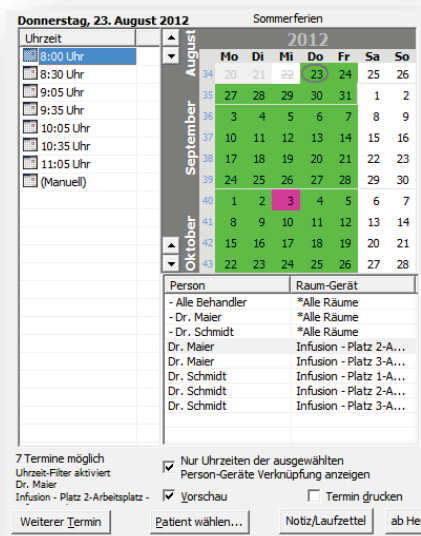 Donnerstag, 23. August 2012
Sommerferien
Uhrzeit
8:00 Uhr
8:30 Uhr
9:05 Uhr
9:35 Uhr
10:05 Uhr
10:35 Uhr
11:05 Uhr
(Manuell)
August
September
Oktober
2012
Mo Di Mi Do Fr Sa So
34 20 21 22 23 24 25 26
35 27 28 29 30 31 1 2
36 3 4 5 6 7 8 9
37 10 11 12 13 14 15 16
38 17 18 19 20 21 22 23
39 24 25 26 27 28 29 30
40 1 2 3 4 5 6 7
41 8 9 10 11 12 13 14
42 15 16 17 18 19 20 21
43 22 23 24 25 26 27 28
Person Raum-Gerät
- Alle Behandler *Alle Räume
- Dr. Maier *Alle Räume
- Dr. Schmidt *Alle Räume
Dr. Maier Infusion - Platz 2-A...
Dr. Maier Infusion - Platz 3-A...
Dr. Schmidt Infusion - Platz 1-A...
Dr. Schmidt Infusion - Platz 2-A...
Dr. Schmidt Infusion - Platz 3-A...
7 Termine möglich
Uhrzeit-Filter aktiviert
Dr. Maier
Infusion - Platz 2-Arbeitsplatz -
Nur Uhrzeiten der ausgewählten
Person-Geräte Verknüpfung anzeigen
Vorschau
Termin drucken
Weiterer Termin
Patient wählen...
Notiz/Laufzettel
ab He